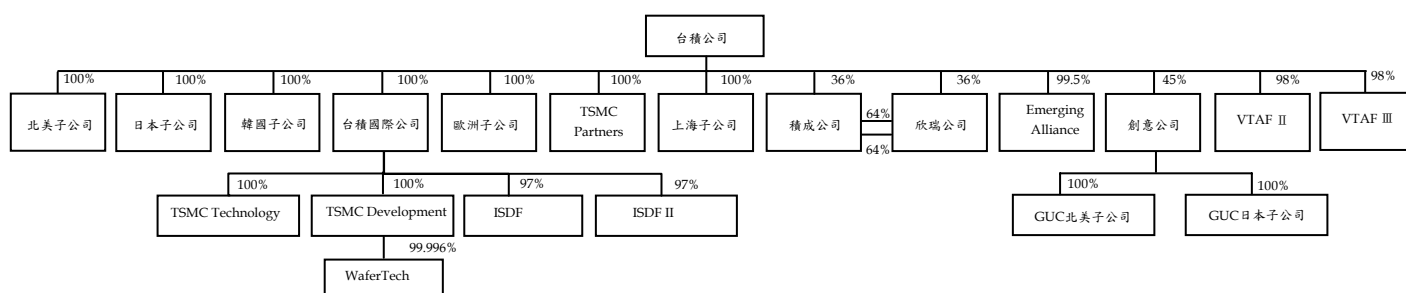 台積公司
100%
100%
100%
100%
100%
100%
100%
36%
36%
99.5%
45%
98%
98%
北美子公司
日本子公司
韓國子公司
台積國際公司
歐洲子公司
TSMC
Partners
上海子公司
積成公司
64%
64%
欣瑞公司
Emerging
Alliance
創意公司
VTAF Ⅱ
VTAF Ⅲ
100%
100%
97%
97%
100%
100%
TSMC Technology
TSMC Development
ISDF
ISDF II
GUC北美子公司
GUC日本子公司
99.996%
WaferTech